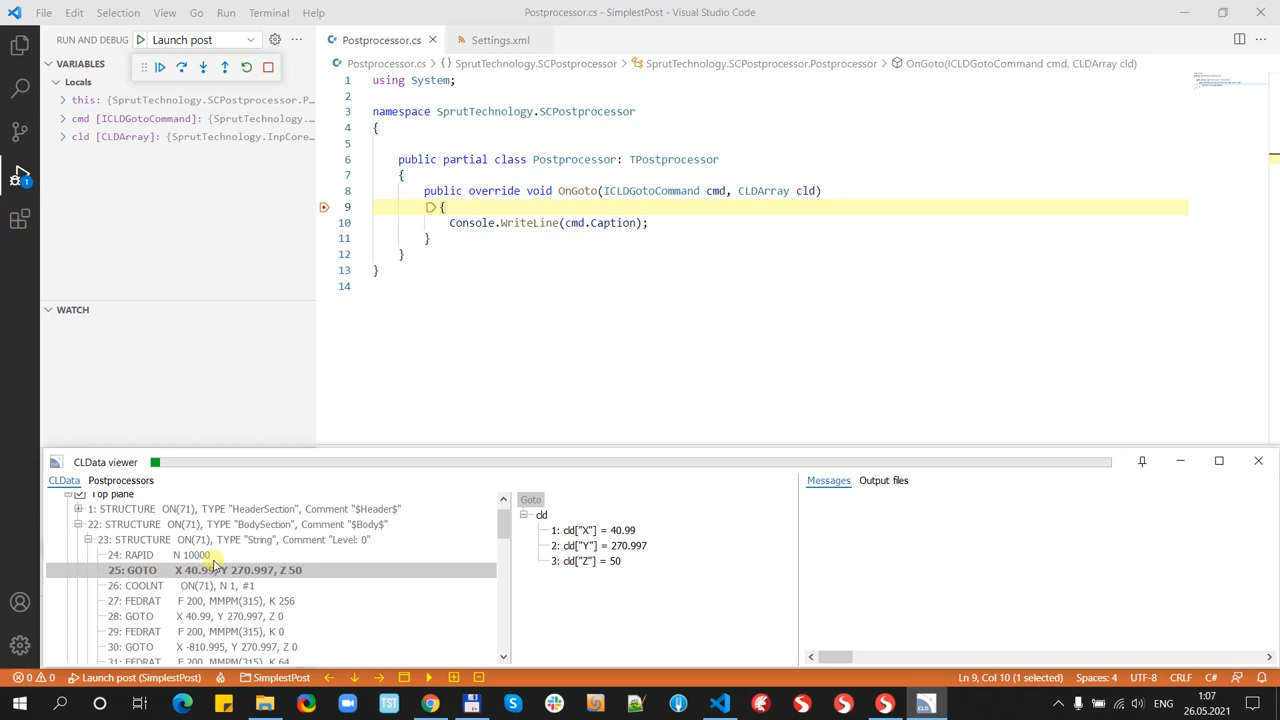 File Edit Selection View Go Run Terminal Help
Postprocessor.cs - SimplestPost - Visual Studio Code
RUN AND DEBUG Launch post
Postprocessor.cs Settings.xml
Postprocessor.cs {} SprutTechnology.SCPostprocessor SprutTechnology.SCPostprocessor.Postprocessor OnGoto(ICLDGotoCommand cmd, CLDArray cld)
VARIABLES
Locals
this: {SprutTechnology.SCPostprocessor.P...
cmd [ICLDGotoCommand]: {SprutTechnology....
cld [CLDArray]: {SprutTechnology.InpCore...
1
WATCH
1 using System;
2
3 namespace SprutTechnology.SCPostprocessor
4 {
5
6 public partial class Postprocessor: TPostprocessor
7 {
8 public override void OnGoto(ICLDGotoCommand cmd, CLDArray cld)
9 {
10 Console.WriteLine(cmd.Caption);
11 }
12 }
13 }
14
CLData viewer
CLData Postprocessors
Top plane
1: STRUCTURE ON(71), TYPE "HeaderSection", Comment "$Header$"
22: STRUCTURE ON(71), TYPE "BodySection", Comment "$Body$"
23: STRUCTURE ON(71), TYPE "String", Comment "Level: 0"
24: RAPID N 10000
25: GOTO X 40.99, Y 270.997, Z 50
26: COOLNT ON(71), N 1, #1
27: FEDRAT F 200, MMPM(315), K 256
28: GOTO X 40.99, Y 270.997, Z 0
29: FEDRAT F 200, MMPM(315), K 0
30: GOTO X -810.995, Y 270.997, Z 0
31: FEDRAT F 200, MMPM(315), K 64
Goto
cld
1: cld["X"] = 40.99
2: cld["Y"] = 270.997
3: cld["Z"] = 50
Messages Output files
0 0 Launch post (SimplestPost) SimplestPost
Ln 9, Col 10 (1 selected) Spaces: 4 UTF-8 CRLF C#
TST
CLD
ENG
1:07
26.05.2021